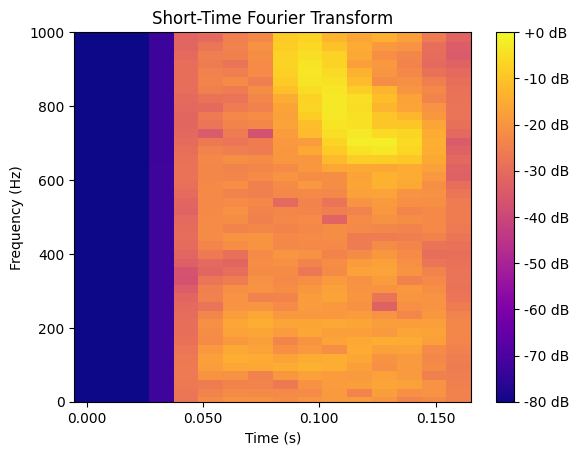 Short-Time Fourier Transform
1000
800
600
400
200
0
Frequency (Hz)
0.000
0.050
0.100
0.150
Time (s)
+0 dB
-10 dB
-20 dB
-30 dB
-40 dB
-50 dB
-60 dB
-70 dB
-80 dB